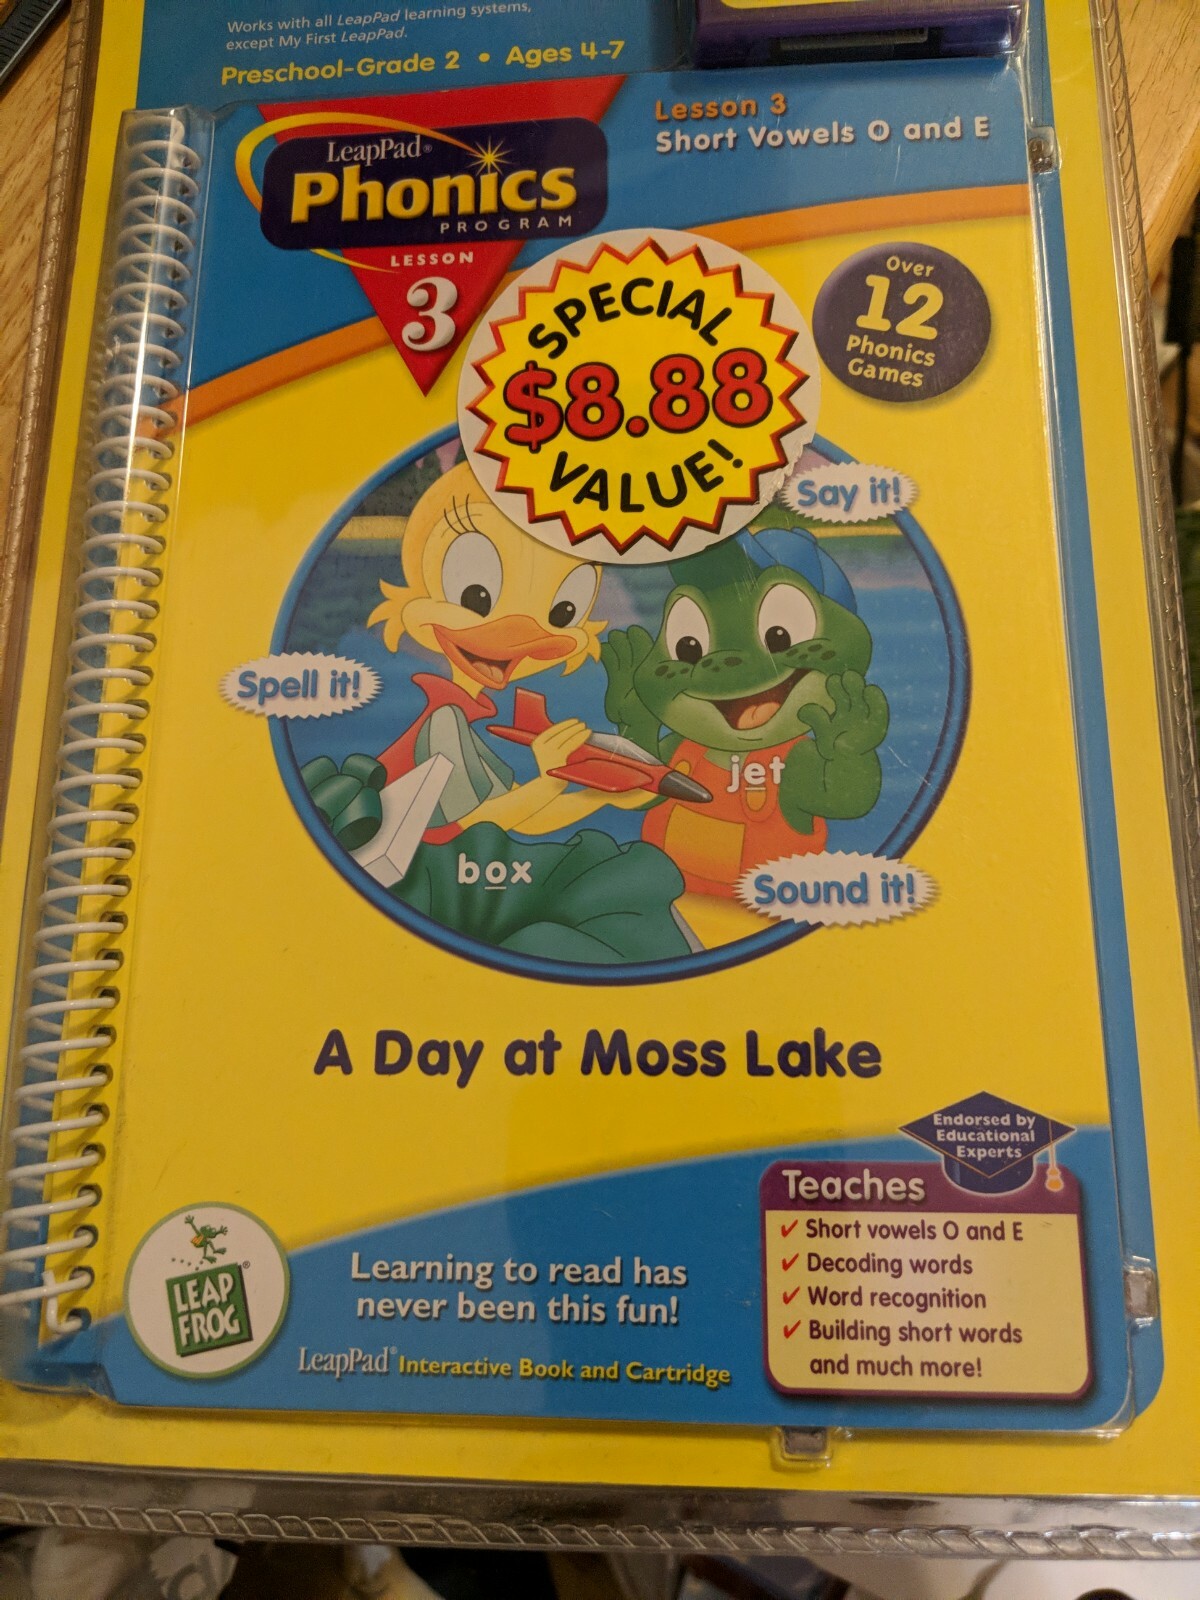 Works with all LeapPad learning systems,
except My First LeapPad.
Preschool-Grade 2 • Ages 4-7
Lesson 3
Short Vowels O and E
LeapPad®
Phonics
PROGRAM
LESSON
3
SPECIAL
$8.88
VALUE!
Over
12
Phonics
Games
Say it!
Spell it!
jet
box
Sound it!
A Day at Moss Lake
Endorsed by
Educational
Experts
Teaches
✓ Short vowels O and E
✓ Decoding words
✓ Word recognition
✓ Building short words
and much more!
LEAP
FROG®
Learning to read has
never been this fun!
LeapPad® Interactive Book and Cartridge